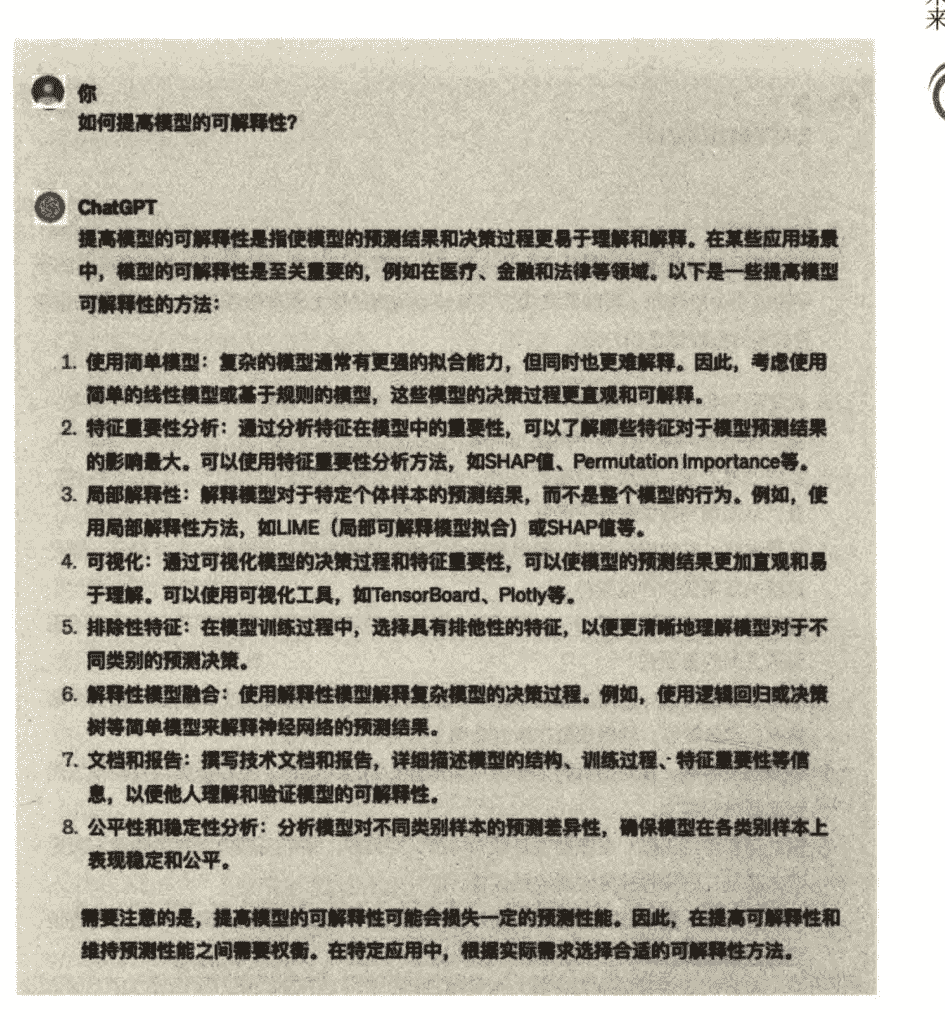 来
你
如何提高模型的可解释性?
ChatGPT
提高模型的可解释性是指使模型的预测结果和决策过程更易于理解和解释。在某些应用场景
中，模型的可解释性是至关重要的，例如在医疗、金融和法律等领域。以下是一些提高模型
可解释性的方法：
1. 使用简单模型：复杂的模型通常有更强的拟合能力，但同时也更难解释。因此，考虑使用
简单的线性模型或基于规则的模型，这些模型的决策过程更直观和可解释。
2. 特征重要性分析：通过分析特征在模型中的重要性，可以了解哪些特征对于模型预测结果
的影响最大。可以使用特征重要性分析方法，如SHAP值、Permutation Importance等。
3. 局部解释性：解释模型对于特定个体样本的预测结果，而不是整个模型的行为。例如，使
用局部解释性方法，如LIME（局部可解释模型拟合）或SHAP值等。
4. 可视化：通过可视化模型的决策过程和特征重要性，可以使模型的预测结果更加直观和易
于理解。可以使用可视化工具，如TensorBoard、Plotly等。
5. 排除性特征：在模型训练过程中，选择具有排他性的特征，以便更清晰地理解模型对于不
同类别的预测决策。
6. 解释性模型融合：使用解释性模型解释复杂模型的决策过程。例如，使用逻辑回归或决策
树等简单模型来解释神经网络的预测结果。
7. 文档和报告：撰写技术文档和报告，详细描述模型的结构、训练过程、特征重要性等信
息，以便他人理解和验证模型的可解释性。
8. 公平性和稳定性分析：分析模型对不同类别样本的预测差异性，确保模型在各类别样本上
表现稳定和公平。
需要注意的是，提高模型的可解释性可能会损失一定的预测性能。因此，在提高可解释性和
维持预测性能之间需要权衡。在特定应用中，根据实际需求选择合适的可解释性方法。